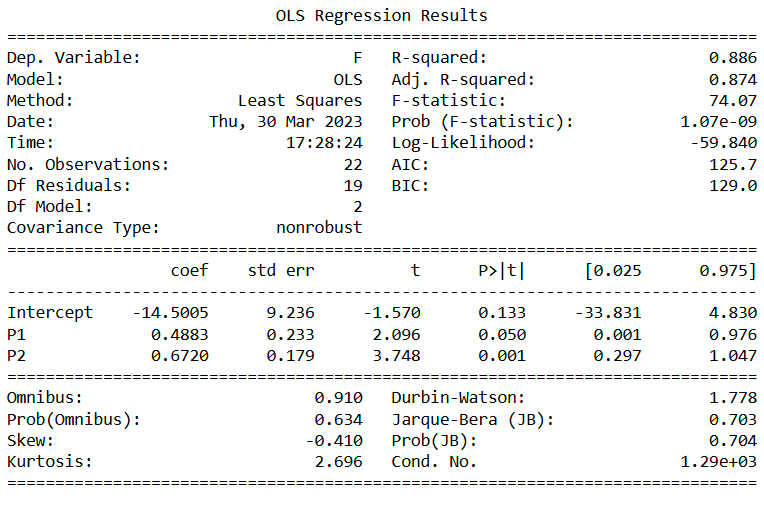 OLS Regression Results
==============================================================================
Dep. Variable:                      F   R-squared:                       0.886
Model:                            OLS   Adj. R-squared:                  0.874
Method:                 Least Squares   F-statistic:                     74.07
Date:                Thu, 30 Mar 2023   Prob (F-statistic):           1.07e-09
Time:                        17:28:24   Log-Likelihood:                -59.840
No. Observations:                  22   AIC:                             125.7
Df Residuals:                      19   BIC:                             129.0
Df Model:                           2
Covariance Type:            nonrobust
==============================================================================
                 coef    std err          t      P>|t|      [0.025      0.975]
------------------------------------------------------------------------------
Intercept    -14.5005      9.236     -1.570      0.133     -33.831       4.830
P1             0.4883      0.233      2.096      0.050       0.001       0.976
P2             0.6720      0.179      3.748      0.001       0.297       1.047
==============================================================================
Omnibus:                        0.910   Durbin-Watson:                   1.778
Prob(Omnibus):                  0.634   Jarque-Bera (JB):                0.703
Skew:                          -0.410   Prob(JB):                        0.704
Kurtosis:                       2.696   Cond. No.                     1.29e+03
==============================================================================